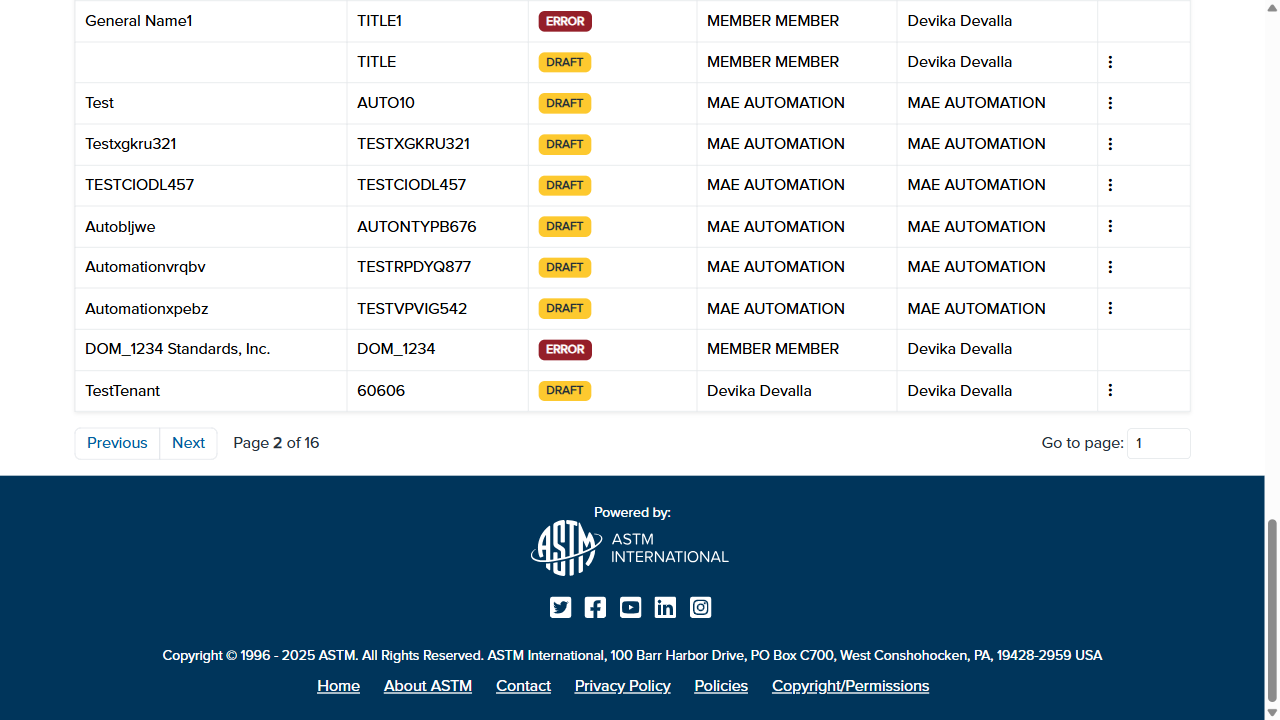 General Name1 TITLE1 ERROR MEMBER MEMBER Devika Devalla
TITLE DRAFT MEMBER MEMBER Devika Devalla
Test AUTO10 DRAFT MAE AUTOMATION MAE AUTOMATION
Testxgkru321 TESTXGKRU321 DRAFT MAE AUTOMATION MAE AUTOMATION
TESTCIODL457 TESTCIODL457 DRAFT MAE AUTOMATION MAE AUTOMATION
Autobljwe AUTONTYPB676 DRAFT MAE AUTOMATION MAE AUTOMATION
Automationvrqbv TESTRPDYQ877 DRAFT MAE AUTOMATION MAE AUTOMATION
Automationxpebz TESTVPVIG542 DRAFT MAE AUTOMATION MAE AUTOMATION
DOM_1234 Standards, Inc. DOM_1234 ERROR MEMBER MEMBER Devika Devalla
TestTenant 60606 DRAFT Devika Devalla Devika Devalla
Previous Next Page 2 of 16 Go to page: 1
Powered by:
ASTM
ASTM
INTERNATIONAL
Copyright © 1996 - 2025 ASTM. All Rights Reserved. ASTM International, 100 Barr Harbor Drive, PO Box C700, West Conshohocken, PA, 19428-2959 USA
Home About ASTM Contact Privacy Policy Policies Copyright/Permissions